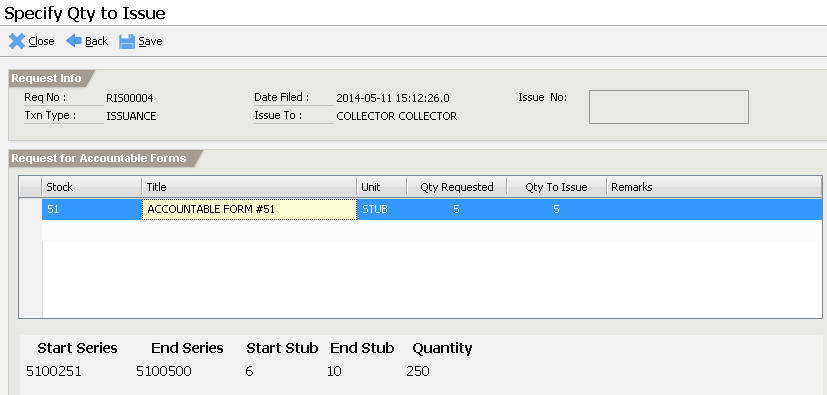 Specify Qty to Issue
Close Back Save
Request Info
Req No : RIS00004 Date Filed : 2014-05-11 15:12:26.0 Issue No:
Txn Type : ISSUANCE Issue To : COLLECTOR COLLECTOR
Request for Accountable Forms
Stock Title Unit Qty Requested Qty To Issue Remarks
51 ACCOUNTABLE FORM #51 STUB 5 5
Start Series End Series Start Stub End Stub Quantity
5100251 5100500 6 10 250